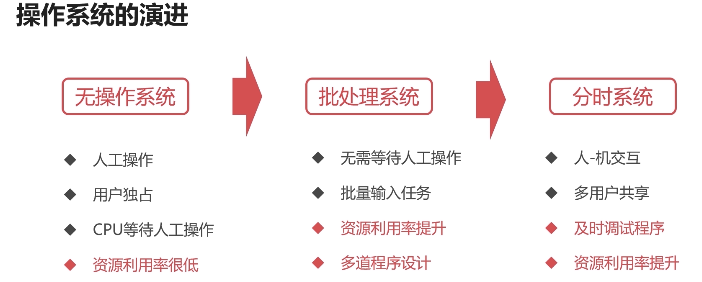 操作系统的演进
无操作系统
人工操作
用户独占
CPU等待人工操作
资源利用率很低
批处理系统
无需等待人工操作
批量输入任务
资源利用率提升
多道程序设计
分时系统
人-机交互
多用户共享
及时调试程序
资源利用率提升